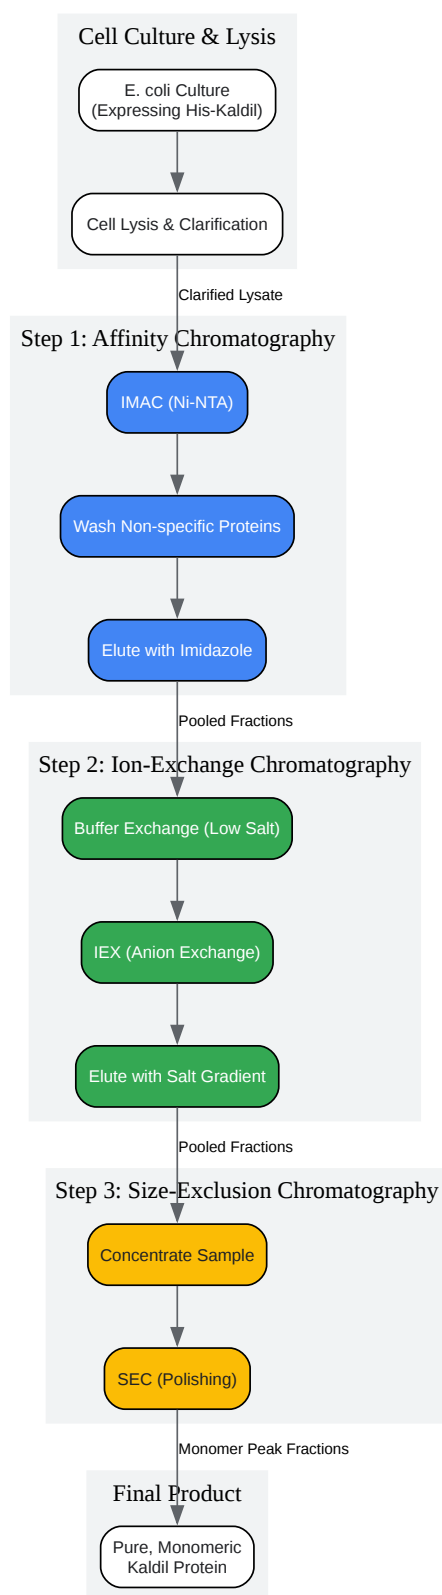 Cell Culture & Lysis
E. coli Culture
(Expressing His-Kaldil)
Cell Lysis & Clarification
Clarified Lysate
Step 1: Affinity Chromatography
IMAC (Ni-NTA)
Wash Non-specific Proteins
Elute with Imidazole
Pooled Fractions
Step 2: Ion-Exchange Chromatography
Buffer Exchange (Low Salt)
IEX (Anion Exchange)
Elute with Salt Gradient
Pooled Fractions
Step 3: Size-Exclusion Chromatography
Concentrate Sample
SEC (Polishing)
Monomer Peak Fractions
Final Product
Pure, Monomeric
Kaldil Protein